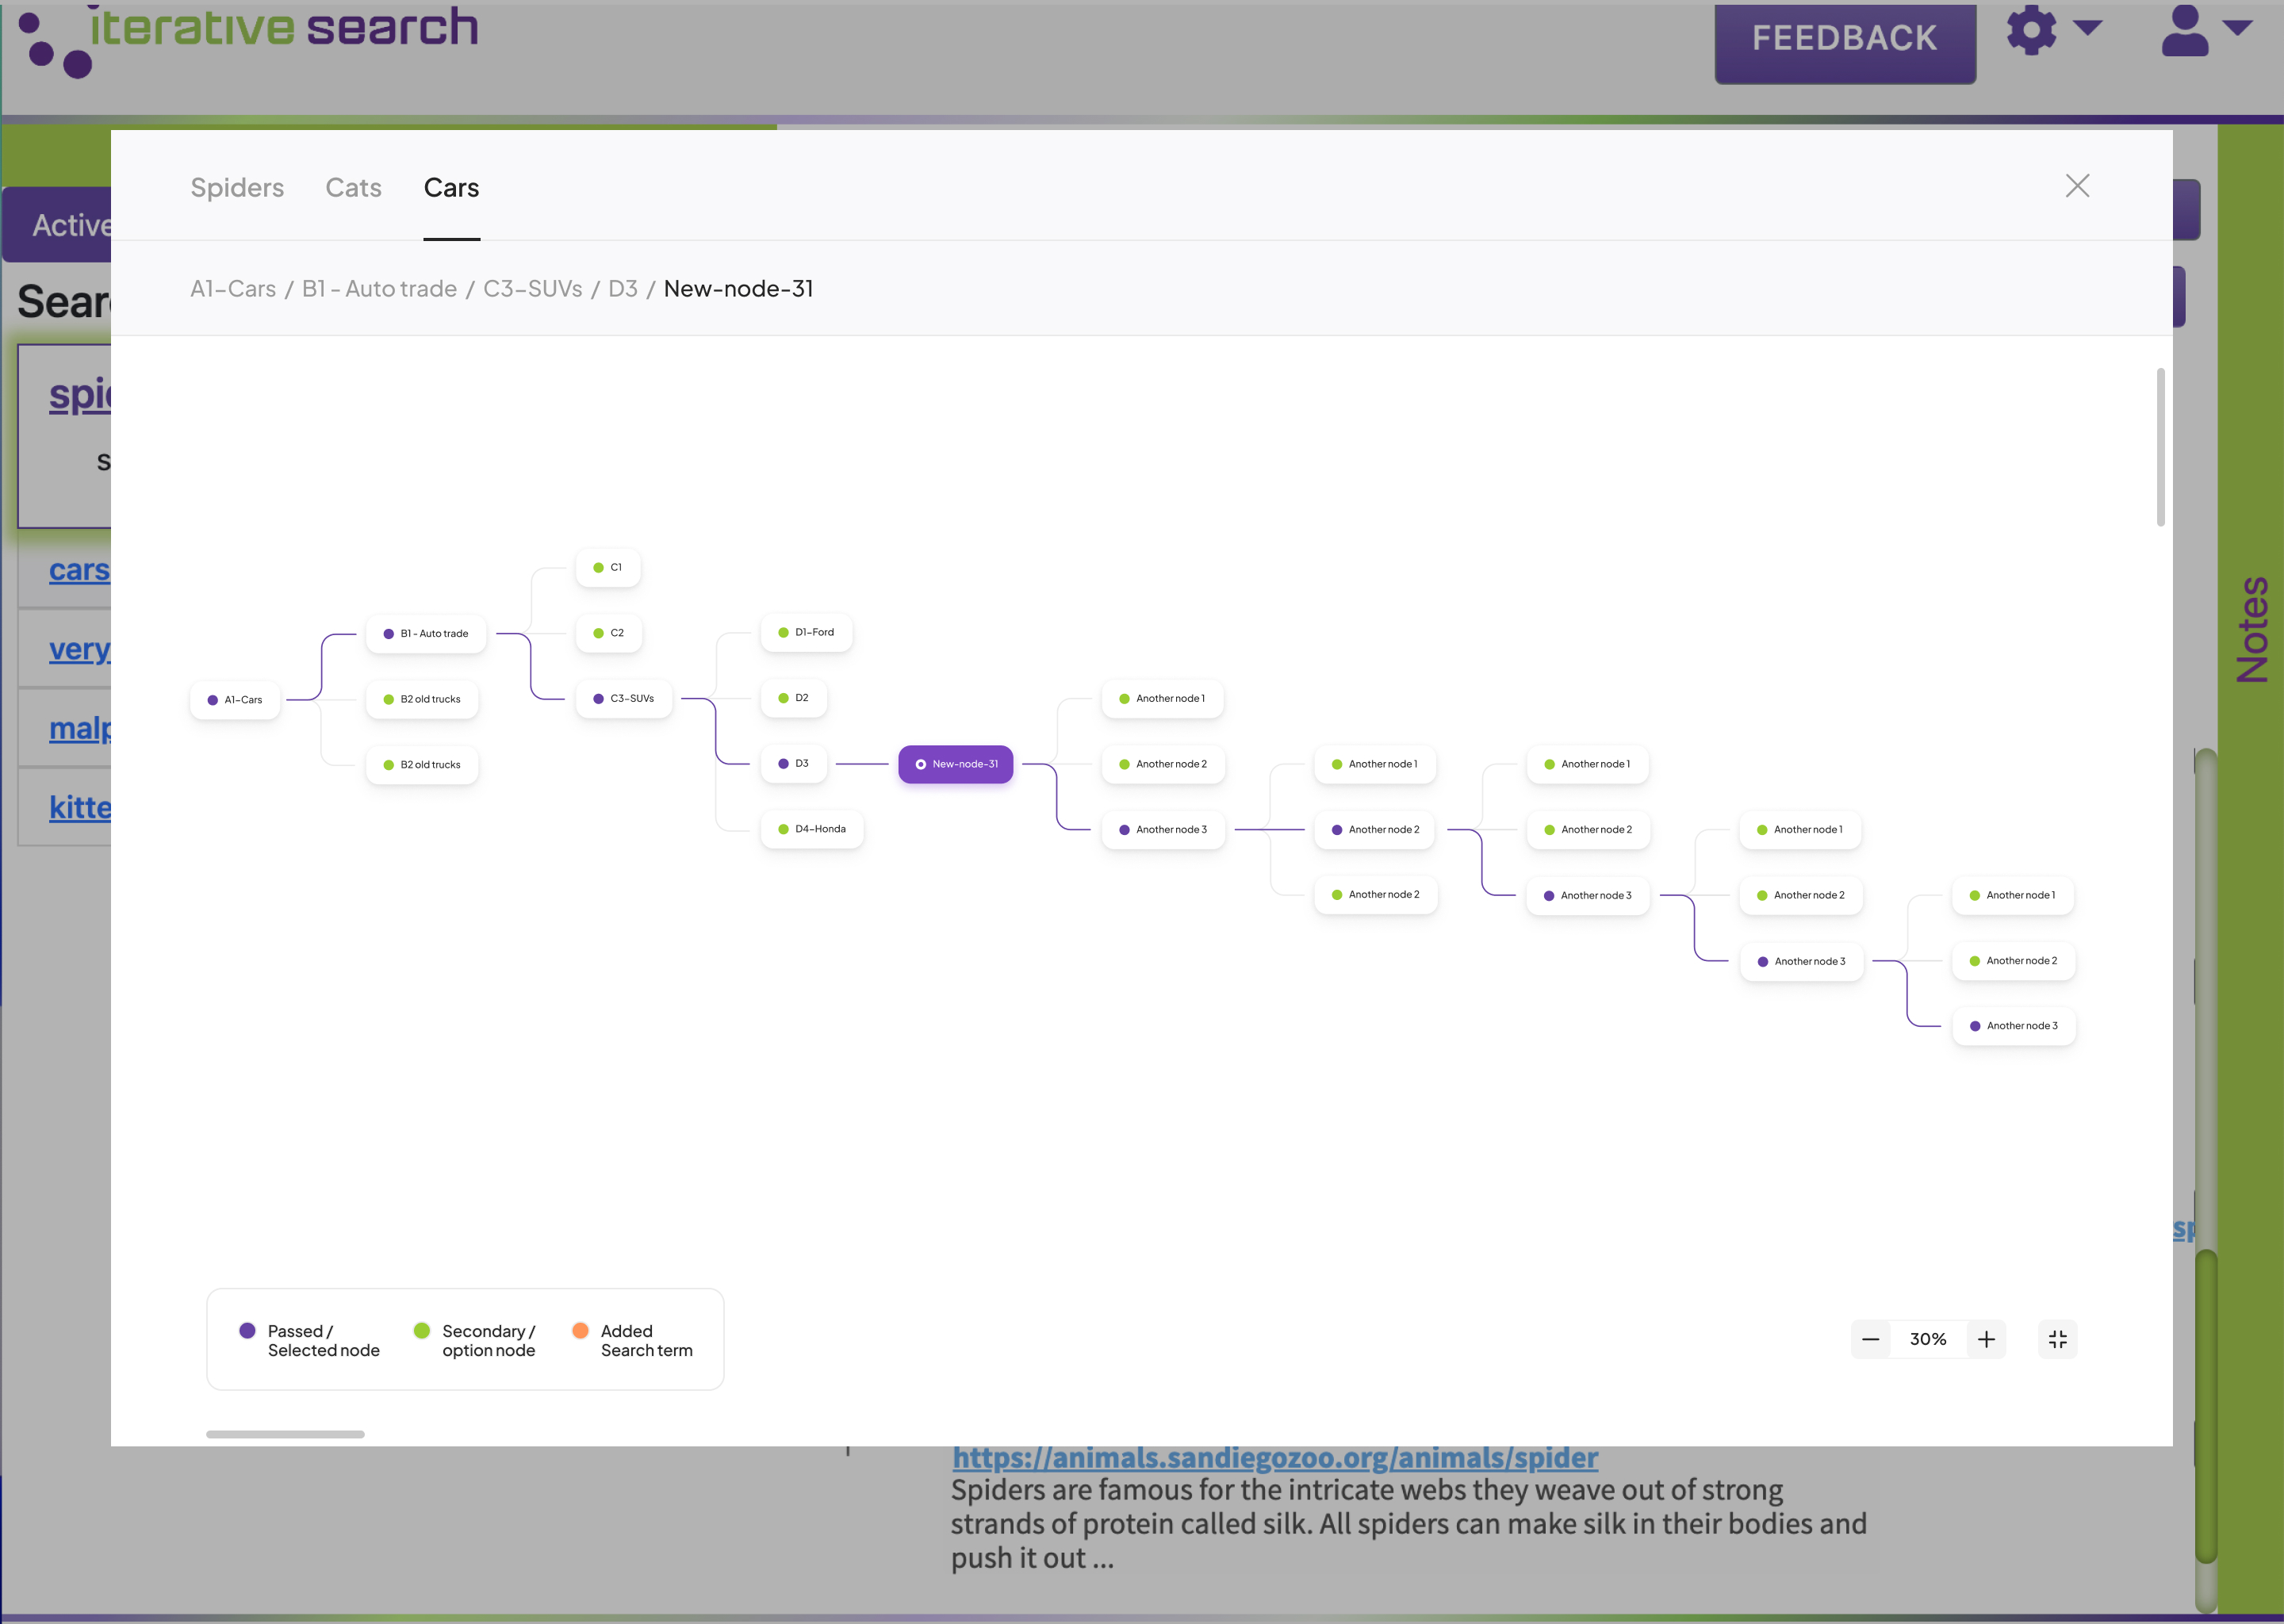 iterative search
FEEDBACK
Spiders Cats Cars
Active
A1-Cars / B1 - Auto trade / C3-SUVs / D3 / New-node-31
Sear
spi
s
cars
very
malp
kitte
Notes
C1
B1 - Auto trade
C2
D1-Ford
A1-Cars
B2 old trucks
C3-SUVs
D2
Another node 1
B2 old trucks
D3
New-node-31
Another node 2
Another node 1
Another node 1
D4-Honda
Another node 3
Another node 2
Another node 2
Another node 1
Another node 2
Another node 3
Another node 2
Another node 1
Another node 3
Another node 2
Another node 3
sp
Passed /
Selected node
Secondary /
option node
Added
Search term
30%
https://animals.sandiegozoo.org/animals/spider
Spiders are famous for the intricate webs they weave out of strong
strands of protein called silk. All spiders can make silk in their bodies and
push it out ...